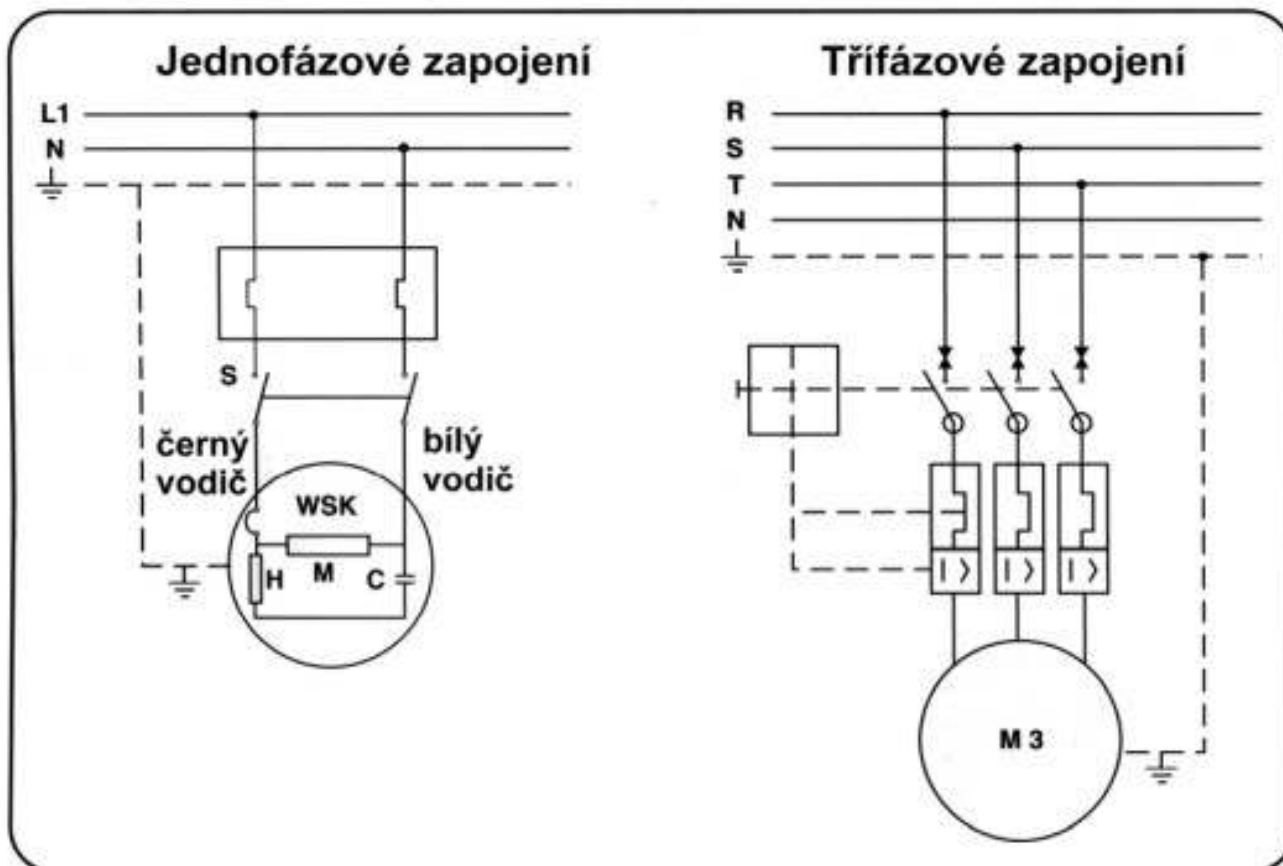 Jednofázové zapojení
L1
N
S
černý
vodič
bílý
vodič
WSK
H
M
C
Třífázové zapojení
R
S
T
N
I >
I >
I >
M 3